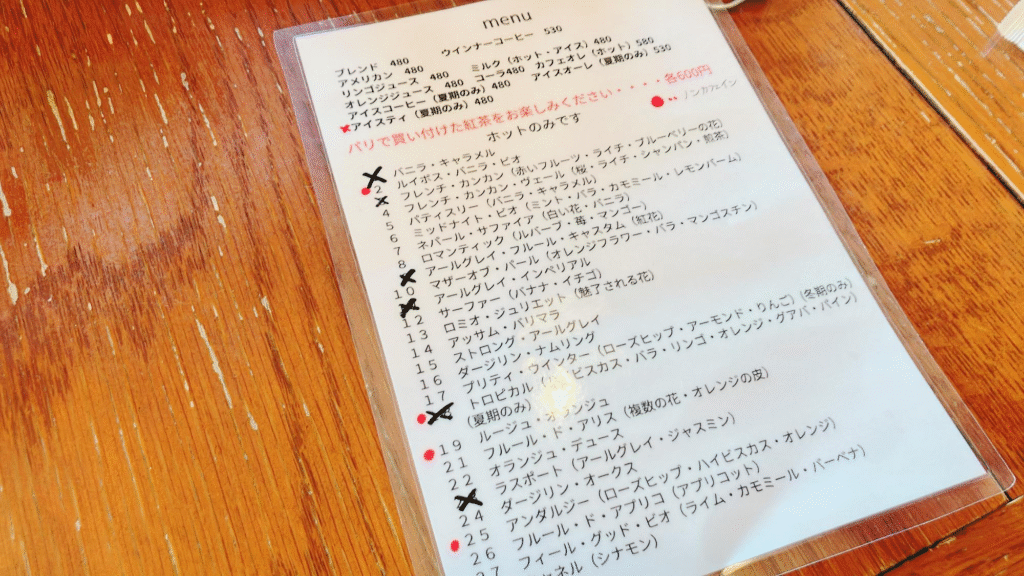 menu
ウインナーコーヒー 530
ブレンド 480
アメリカン 480 ミルク（ホット・アイス）480
リンゴジュース 480 コーラ480 カフェオレ（ホット）580
オレンジジュース 480 アイスオーレ（夏期のみ）530
アイスコーヒー（夏期のみ）480
アイスティ（夏期のみ）480
パリで買い付けた紅茶をお楽しみください・・・・各600円
ホットのみです
ノンカフェイン
バニラ・キャラメル
2 ルイボス・バニラ・ビオ
フレンチ・カンカン（赤いフルーツ・ライチ・ブルーベリーの花）
4 フレンチ・カンカン・ヴェール（桜・ライチ・シャンパン・煎茶）
5 パティスリー（バニラ・キャラメル）
6 ミッドナイト・ビオ（ミント・バラ・カモミール・レモンバーム）
7 ネパール・サファイア（白い花・バニラ）
8 ロマンティック（ルバーブ・苺・マンゴー）
アールグレイ・フルール・キャスタム（紅花）
10 マザーオブ・パール（オレンジフラワー・バラ・マンゴスチン）
アールグレイ・インペリアル
12 サーファー（バナナ・イチゴ）
13 ロミオ・ジュリエット（魅了される花）
14 アッサム・バリマラ
15 ストロング・アールグレイ
16 ダージリン・ナムリング
17 プリティ・ウインター（ローズヒップ・アーモンド・りんご）（冬期のみ）
トロピカル（ハイビスカス・バラ・リンゴ・オレンジ・グアバ・パイン）
（夏期のみ）
19 ルージュ・オランジュ
21 フルール・ド・アリス（複数の花・オレンジの皮）
22 オランジュ・デュース
ラスポート（アールグレイ・ジャスミン）
24 ダージリン・オークス
25 アンダルジー（ローズヒップ・ハイビスカス・オレンジ）
26 フルール・ド・アプリコ（アプリコット）
27 フィール・グッド・ビオ（ライム・カモミール・バーベナ）
ネル（シナモン）